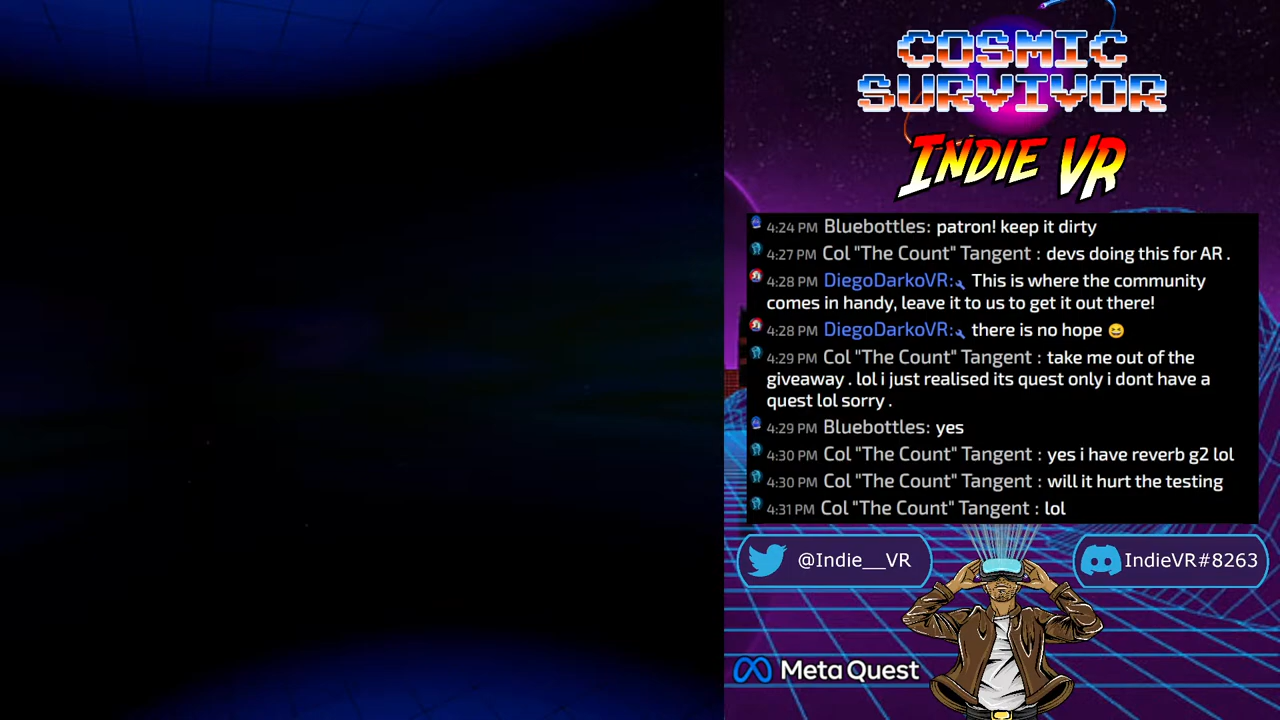 COSMIC
SURVIVOR
INDIE VR
4:24 PM Bluebottles: patron! keep it dirty
4:27 PM Col "The Count" Tangent : devs doing this for AR .
4:28 PM DiegoDarkoVR: This is where the community
comes in handy, leave it to us to get it out there!
4:28 PM DiegoDarkoVR: there is no hope 😆
4:29 PM Col "The Count" Tangent : take me out of the
giveaway . lol i just realised its quest only i dont have a
quest lol sorry .
4:29 PM Bluebottles: yes
4:30 PM Col "The Count" Tangent : yes i have reverb g2 lol
4:30 PM Col "The Count" Tangent : will it hurt the testing
4:31 PM Col "The Count" Tangent : lol
@Indie__VR
IndieVR#8263
Meta Quest